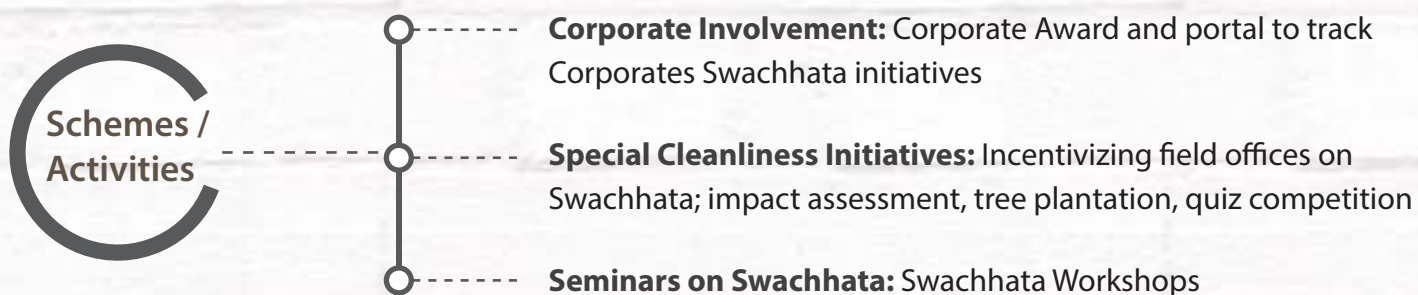 Schemes /
Activities
Corporate Involvement: Corporate Award and portal to track
Corporates Swachhata initiatives
Special Cleanliness Initiatives: Incentivizing field offices on
Swachhata; impact assessment, tree plantation, quiz competition
Seminars on Swachhata: Swachhata Workshops